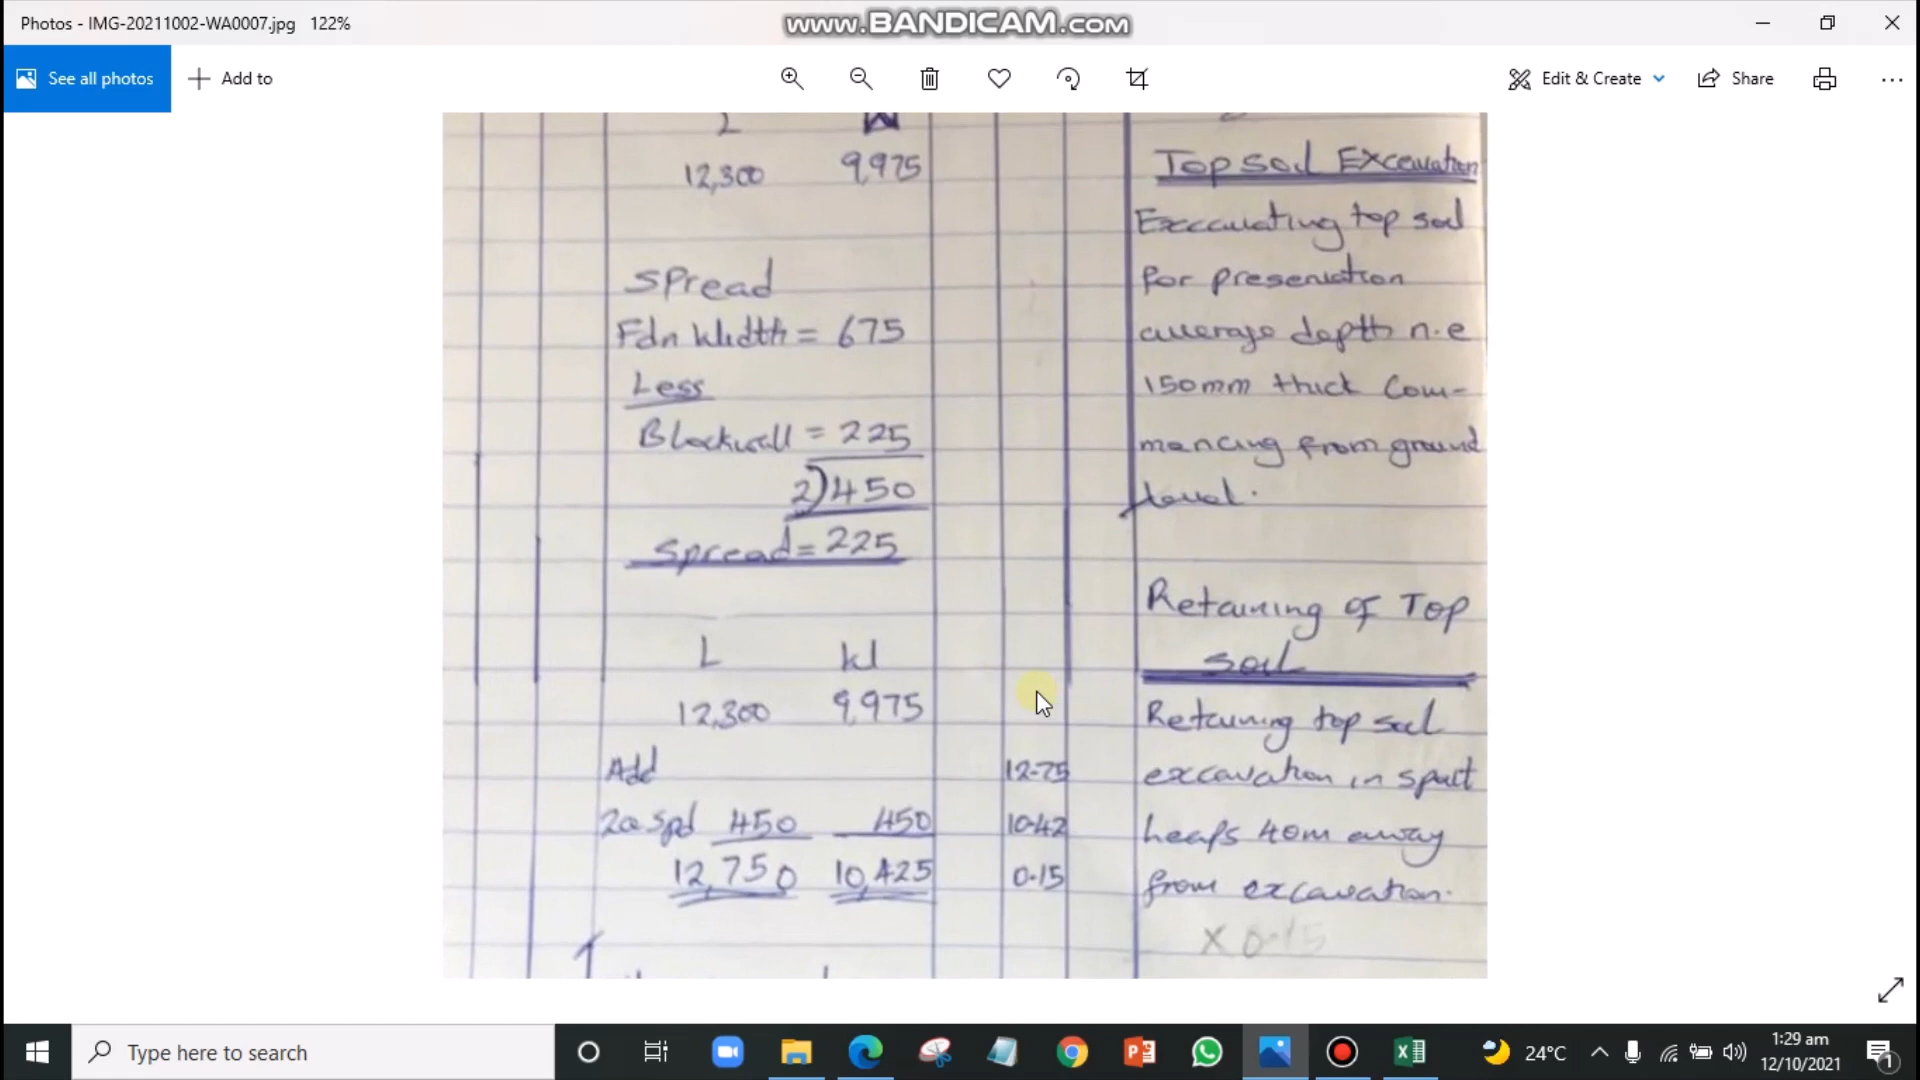 Photos - IMG-20211002-WA0007.jpg 122%
www.BANDICAM.com
See all photos
Add to
Edit & Create
Share
L W
12,300 9,975
Spread
Fdn Width = 675
Less
Blockwall = 225
2)450
Spread = 225
L W
12,300 9,975
Add
2a Spd 450 450
12,750 10,425
12.75
10.42
0.15
Top Soil Excavation
Exccavating top soil
for preservation
average depth n.e
150mm thick Com-
mancing from ground
level.
Retaining of Top
Soil
Retaining top soil
excavation in spoil
heaps 40m away
from excavation.
X 0.15
Type here to search
24°C
1:29 am
12/10/2021
1